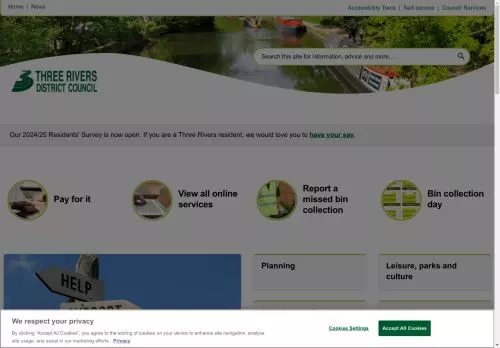 Home | News
Accessibility Tools | Self-service | Council Services
Search this site for information, advice and more...
THREE RIVERS
DISTRICT COUNCIL
Our 2024/25 Residents' Survey is now open. If you are a Three Rivers resident, we would love you to have your say.
Pay for it
View all online
services
Report a
missed bin
collection
Bin collection
day
HELP
SUPPORT
Planning
Leisure, parks and
culture
We respect your privacy
By clicking "Accept All Cookies", you agree to the storing of cookies on your device to enhance site navigation, analyse
site usage, and assist in our marketing efforts. Privacy
Cookies Settings
Accept All Cookies